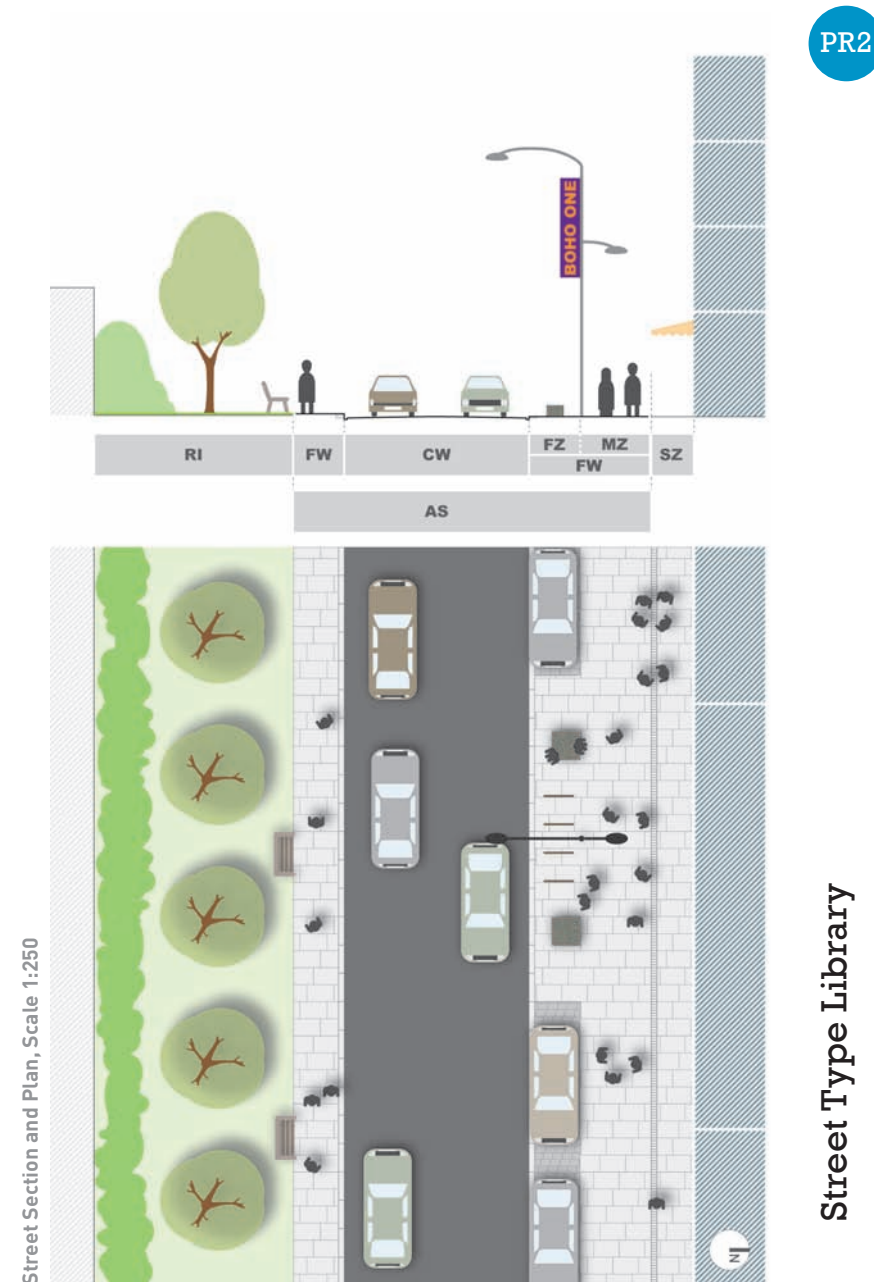 PR2
BOHO ONE
RI
FW
CW
FZ
MZ
FW
SZ
AS
Street Section and Plan, Scale 1:250
Street Type Library
N